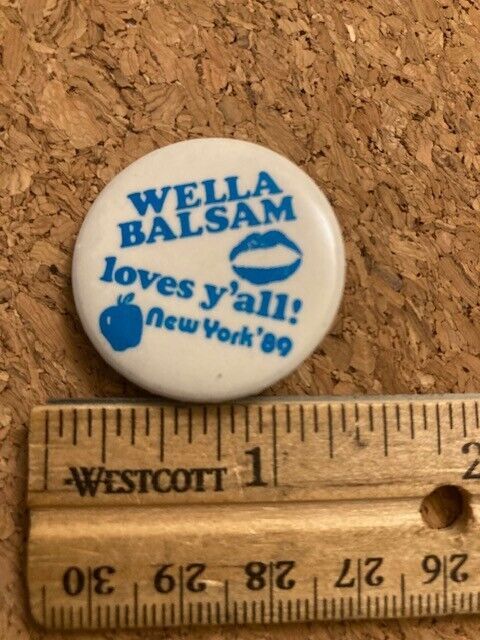 WELLA
BALSAM
loves y'all!
New York '89
1
2
WESTCOTT
30 29 28 27 26